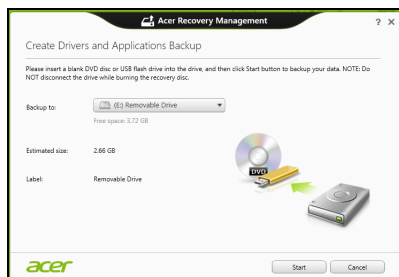 Acer Recovery Management
? ×
Create Drivers and Applications Backup
Please insert a blank DVD disc or USB flash drive into the drive, and then click Start button to backup your data. NOTE: Do
NOT disconnect the drive while burning the recovery disc.
Backup to:
(E:) Removable Drive
Free space: 3.72 GB
Estimated size:
2.66 GB
Label:
Removable Drive
DVD
acer
Start
Cancel